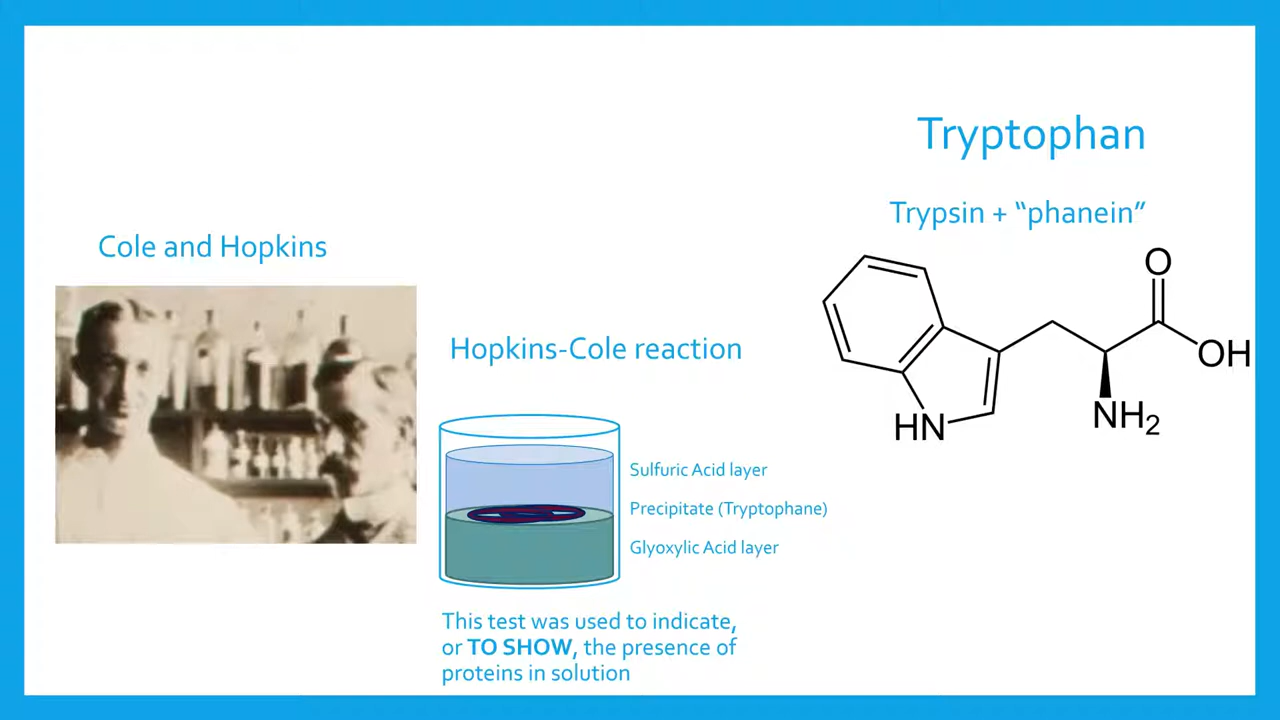 Tryptophan
Trypsin + “phanein”
Cole and Hopkins
O
OH
HN
NH2
Hopkins-Cole reaction
Sulfuric Acid layer
Precipitate (Tryptophane)
Glyoxylic Acid layer
This test was used to indicate,
or TO SHOW, the presence of
proteins in solution